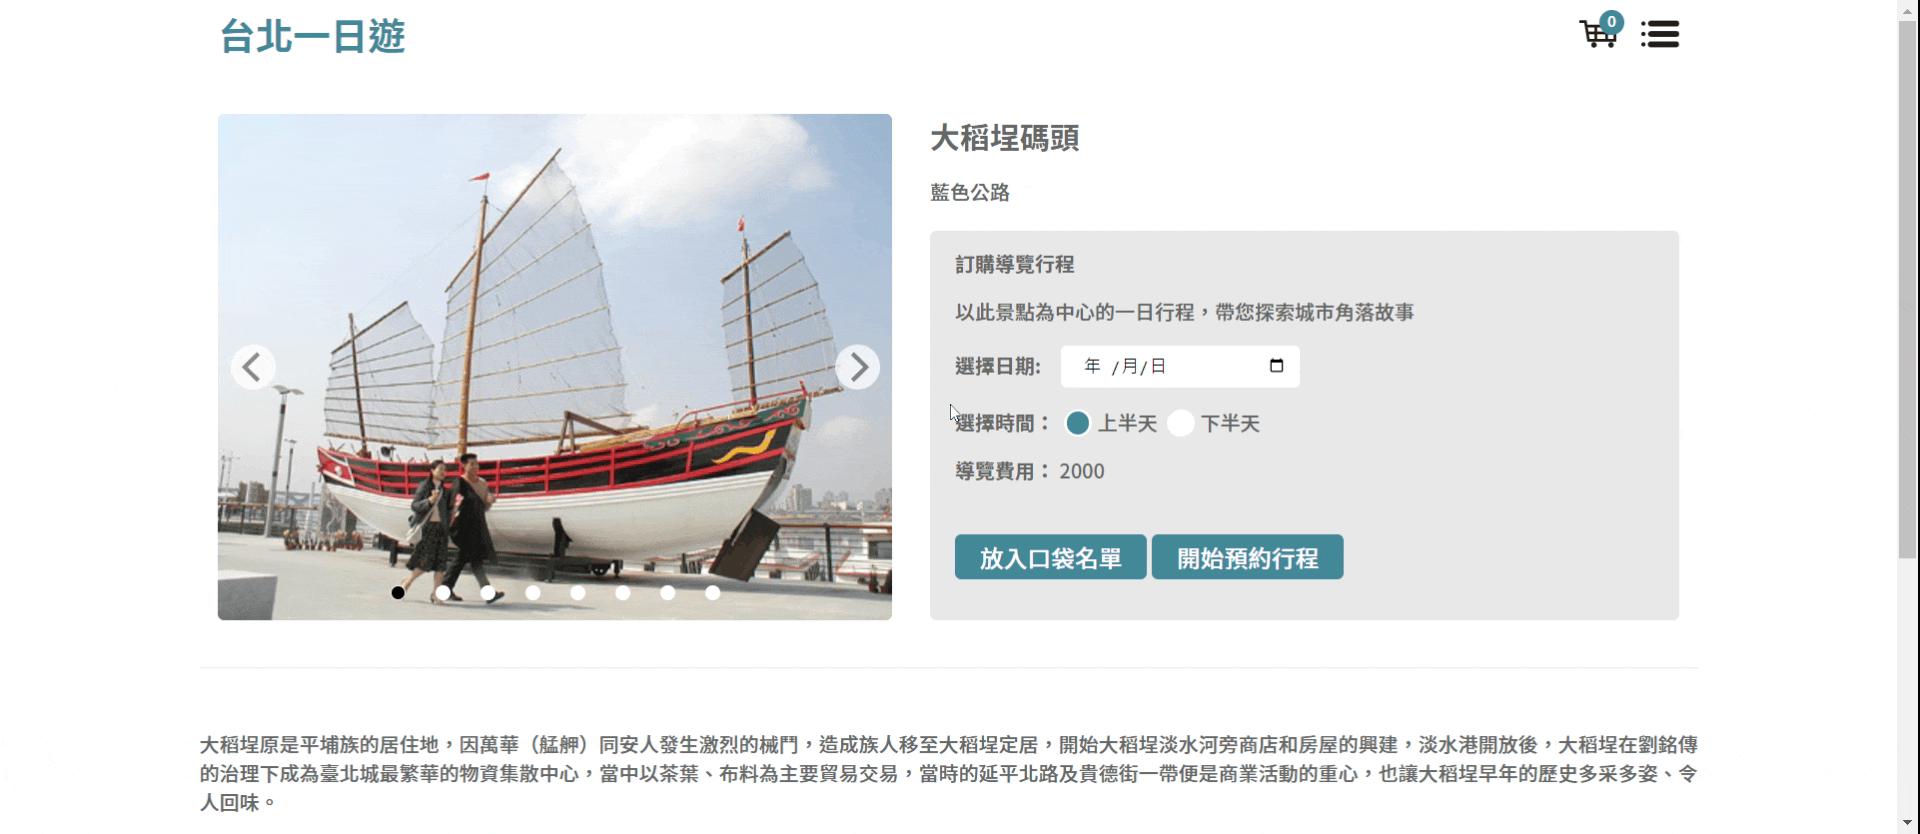 台北一日遊
0
大稻埕碼頭
藍色公路
訂購導覽行程
以此景點為中心的一日行程，帶您探索城市角落故事
選擇日期: 年 /月/日
選擇時間： 上半天 下半天
導覽費用： 2000
放入口袋名單 開始預約行程
大稻埕原是平埔族的居住地，因萬華（艋舺）同安人發生激烈的械鬥，造成族人移至大稻埕定居，開始大稻埕淡水河旁商店和房屋的興建，淡水港開放後，大稻埕在劉銘傳
的治理下成為臺北城最繁華的物資集散中心，當中以茶葉、布料為主要貿易交易，當時的延平北路及貴德街一帶便是商業活動的重心，也讓大稻埕早年的歷史多采多姿、令
人回味。